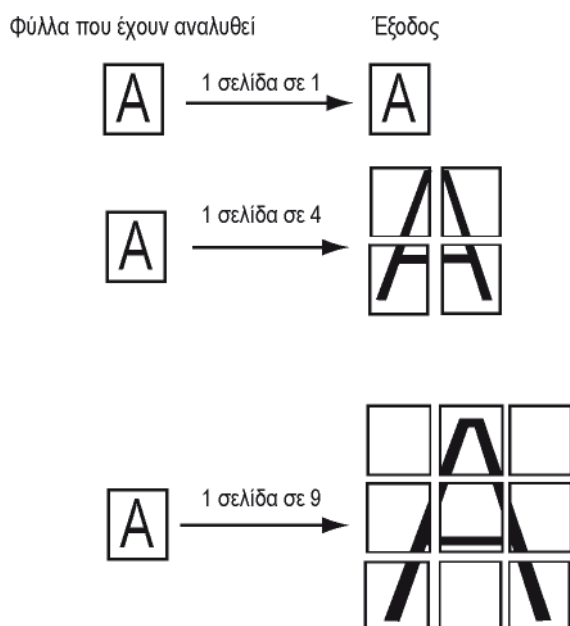 Φύλλα που έχουν αναλυθεί Έξοδος
A 1 σελίδα σε 1 A
A 1 σελίδα σε 4 A
A 1 σελίδα σε 9 A